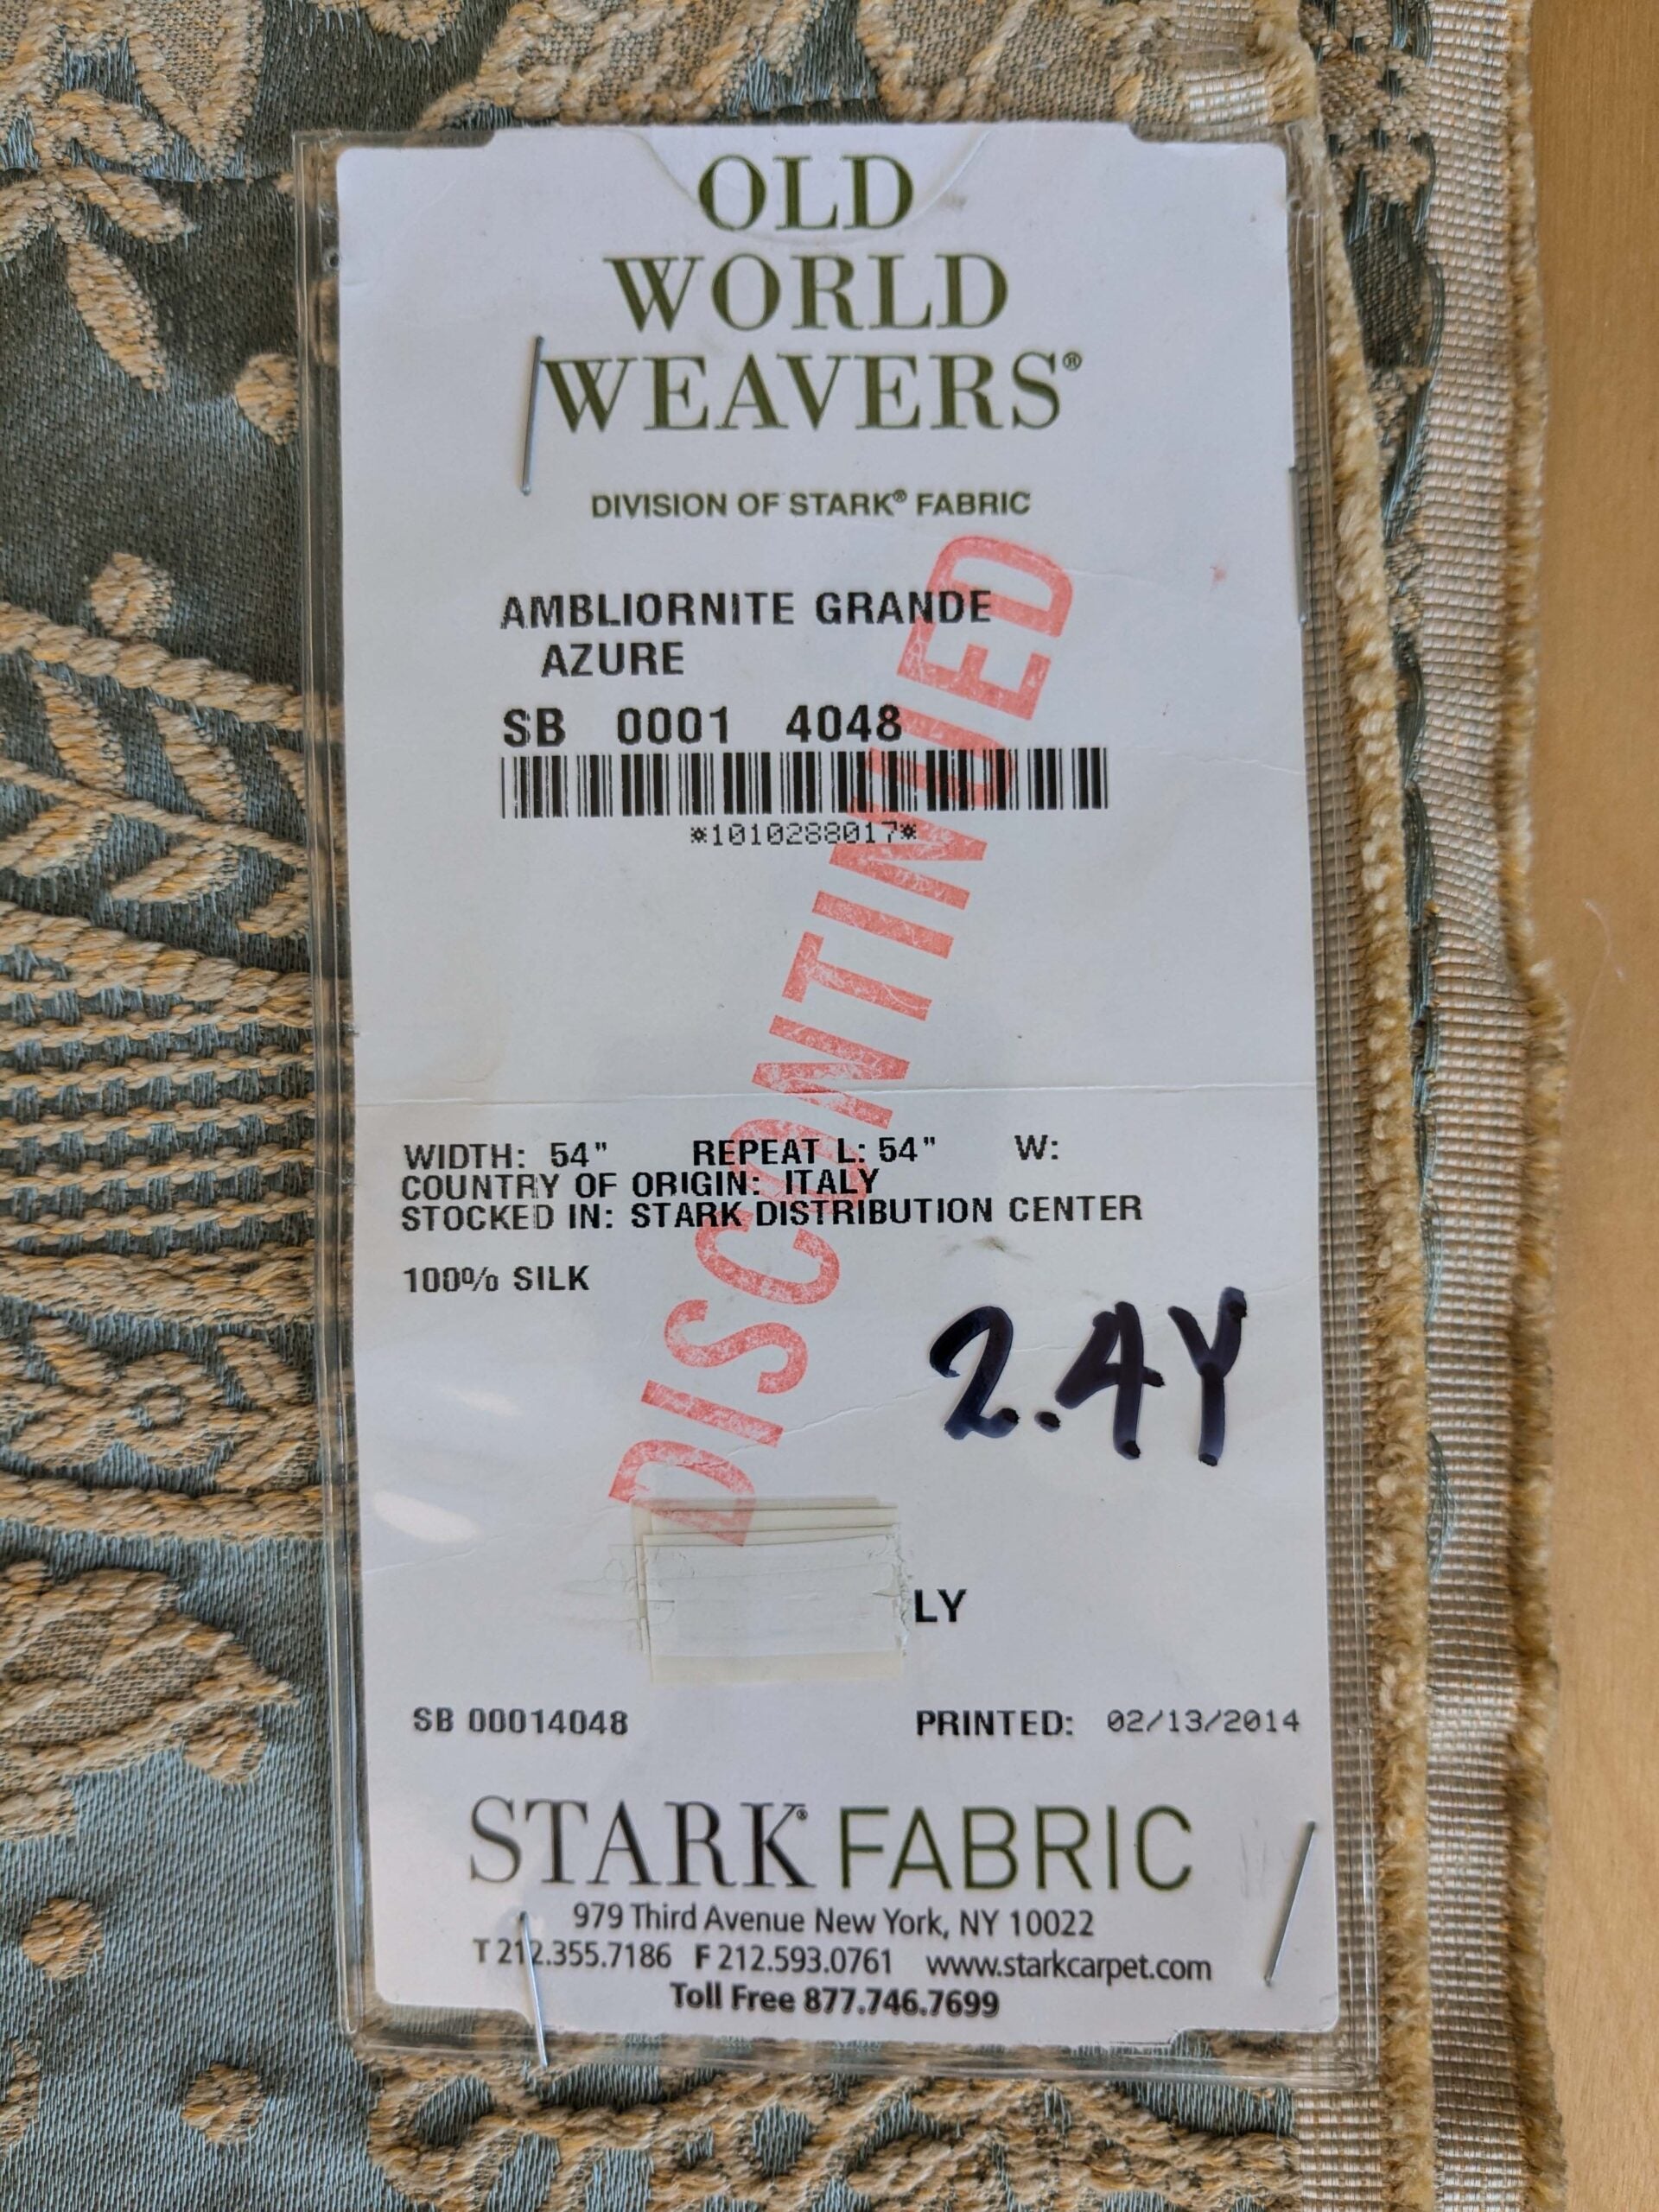 OLD
WORLD
WEAVERS®
DIVISION OF STARK® FABRIC
AMBLIORNITE GRANDE
AZURE
SB 0001 4048
*1010288017*
DISCONTINUED
WIDTH: 54" REPEAT L: 54" W:
COUNTRY OF ORIGIN: ITALY
STOCKED IN: STARK DISTRIBUTION CENTER
100% SILK
2.4Y
LY
SB 00014048 PRINTED: 02/13/2014
STARK® FABRIC
979 Third Avenue New York, NY 10022
T 212.355.7186 F 212.593.0761 www.starkcarpet.com
Toll Free 877.746.7699